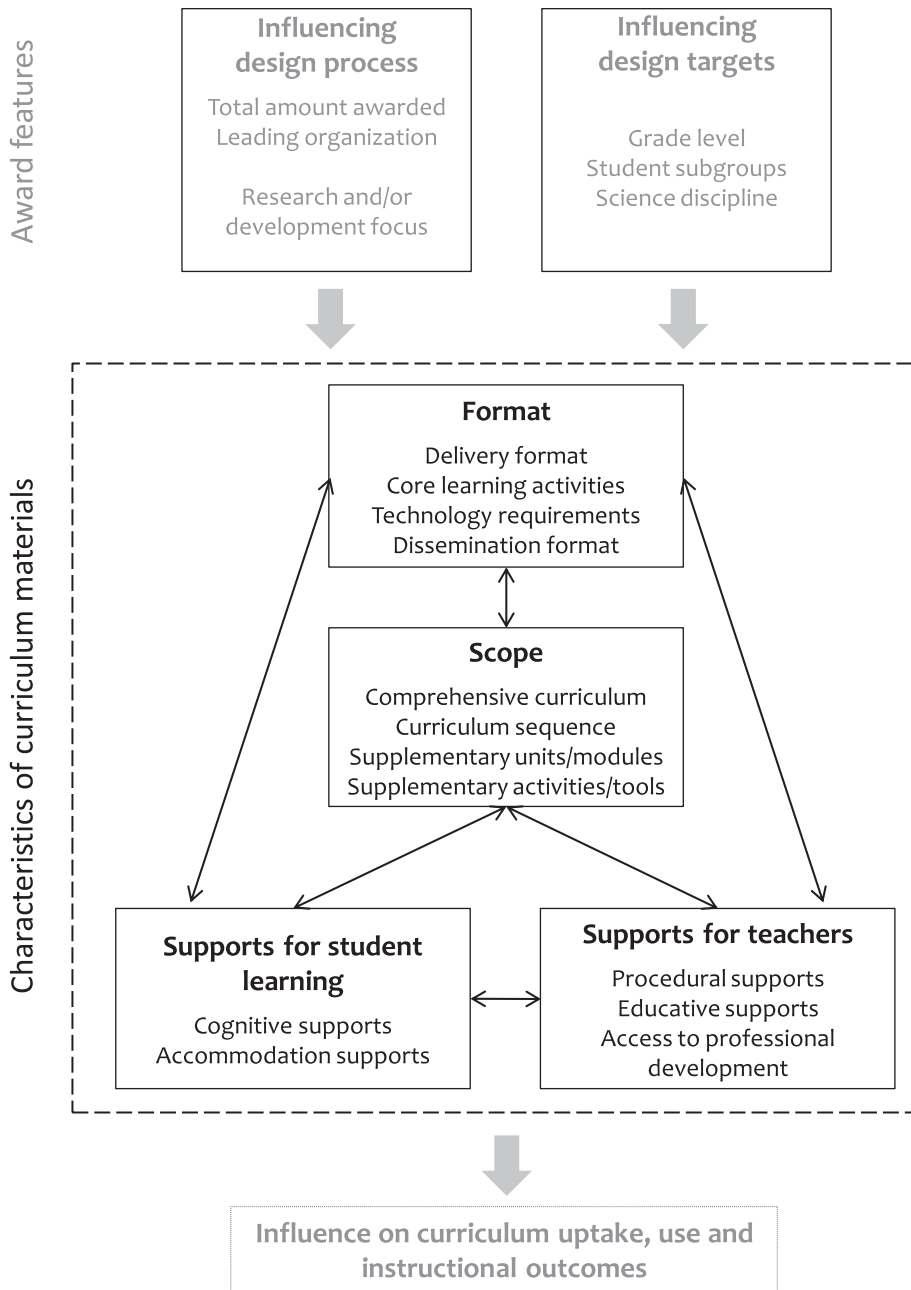 Award features
Influencing
design process
Total amount awarded
Leading organization
Research and/or
development focus
Influencing
design targets
Grade level
Student subgroups
Science discipline
Characteristics of curriculum materials
Format
Delivery format
Core learning activities
Technology requirements
Dissemination format
Scope
Comprehensive curriculum
Curriculum sequence
Supplementary units/modules
Supplementary activities/tools
Supports for student
learning
Cognitive supports
Accommodation supports
Supports for teachers
Procedural supports
Educative supports
Access to professional
development
Influence on curriculum uptake, use and
instructional outcomes